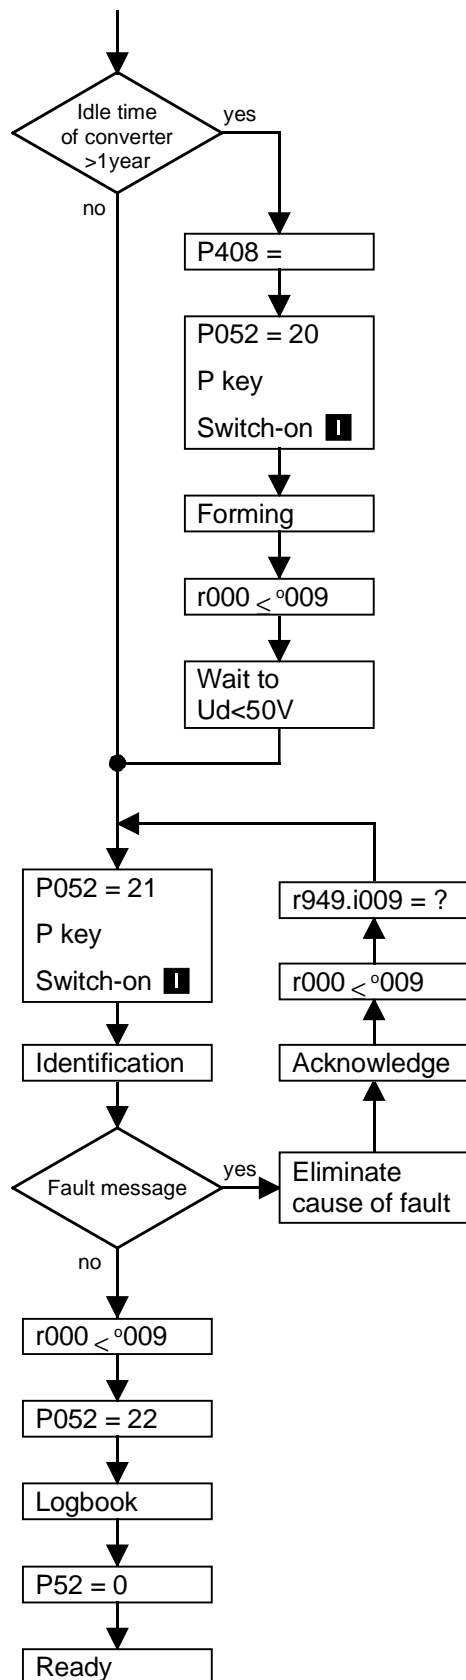 Idle time
of converter
>1year
yes
no
P408 =
P052 = 20
P key
Switch-on I
Forming
r000 ≤ °009
Wait to
Ud<50V
P052 = 21
P key
Switch-on I
r949.i009 = ?
r000 < °009
Identification
Acknowledge
Fault message
yes
Eliminate
cause of fault
no
r000 < °009
P052 = 22
Logbook
P52 = 0
Ready